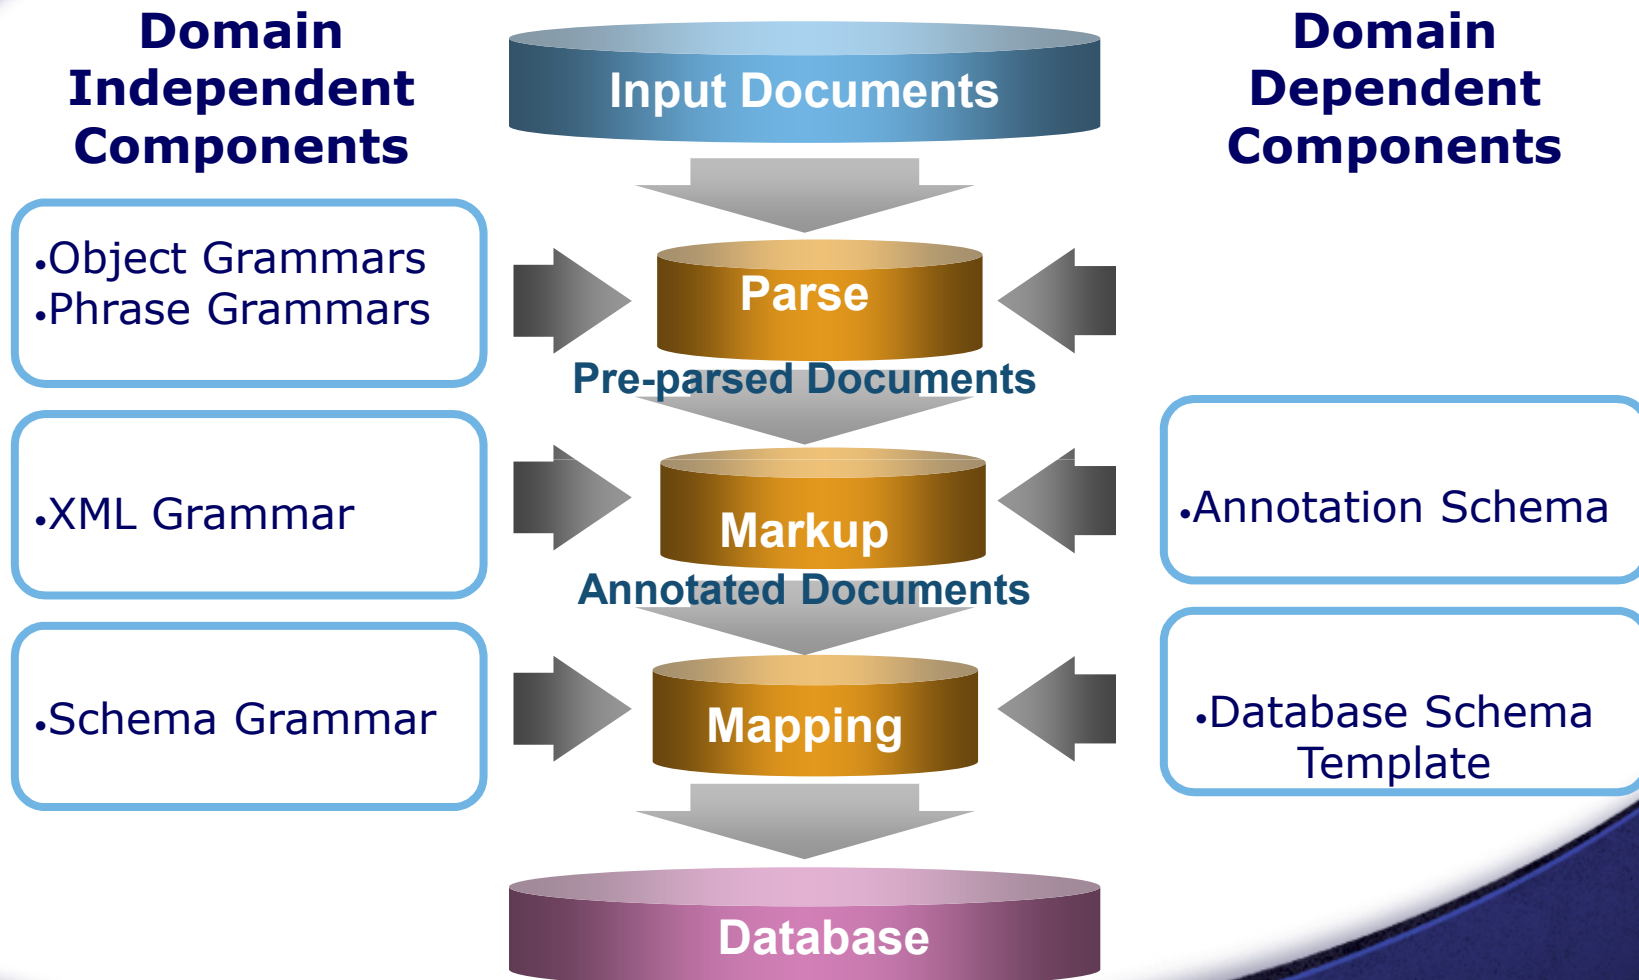 Domain
Independent
Components
Input Documents
Domain
Dependent
Components
•Object Grammars
•Phrase Grammars
Parse
Pre-parsed Documents
•XML Grammar
Markup
•Annotation Schema
Annotated Documents
•Schema Grammar
Mapping
•Database Schema
Template
Database